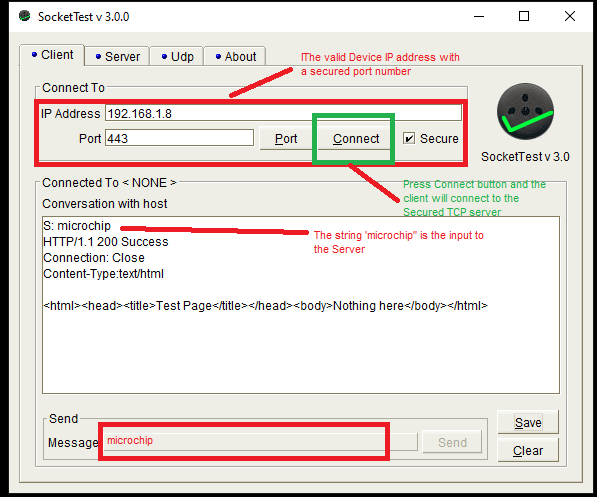 SocketTest v 3.0.0
Client
Server
Udp
About
IThe valid Device IP address with
a secured port number
Connect To
IP Address 192.168.1.8
Port 443 Port Connect Secure
SocketTest v 3.0
Press Connect button and the
client will connect to the
Secured TCP server
Connected To < NONE >
Conversation with host
S: microchip
HTTP/1.1 200 Success
Connection: Close
Content-Type:text/html
<html><head><title>Test Page</title></head><body>Nothing here</body></html>
The string 'microchip" is the input to
the Server
Send
Message microchip Send
Save
Clear